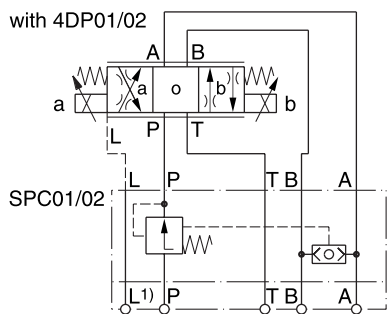 with 4DP01/02
A B
a a o b b
L P T
L P T B A
SPC01/02
L1) P T B A